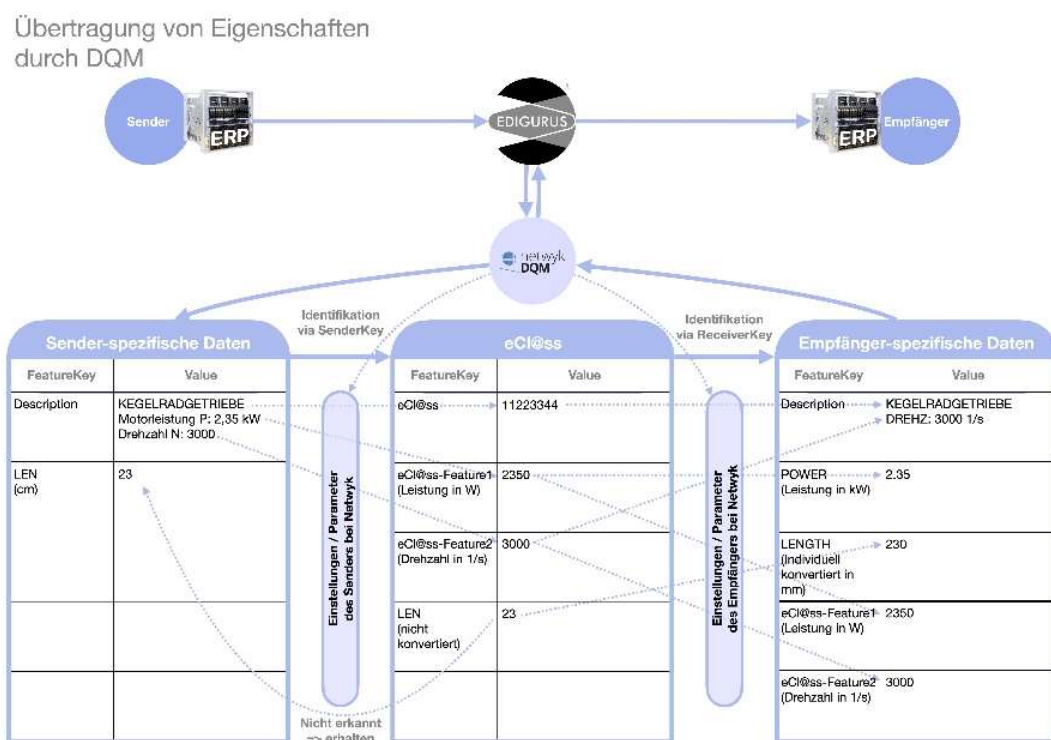 Übertragung von Eigenschaften
durch DQM
Sender
ERP
EDIGURUS
ERP
Empfänger
netwyk
DQM
Identifikation
via SenderKey
Identifikation
via ReceiverKey
Sender-spezifische Daten
FeatureKey
Value
Description
KEGELRADGETRIEBE
Motorleistung P: 2,35 kW
Drehzahl N: 3000
LEN
(cm)
23
Einstellungen / Parameter
des Senders bei Netwyk
Nicht erkannt
=> erhalten
eCl@ss
FeatureKey
Value
eCl@ss
11223344
eCl@ss-Feature1
(Leistung in W)
2350
eCl@ss-Feature2
(Drehzahl in 1/s)
3000
LEN
(nicht
konvertiert)
23
Einstellungen / Parameter
des Empfängers bei Netwyk
Empfänger-spezifische Daten
FeatureKey
Value
Description
KEGELRADGETRIEBE
DREHZ: 3000 1/s
POWER
(Leistung in kW)
2.35
LENGTH
(Individuell
konvertiert in
mm)
230
eCl@ss-Feature1
(Leistung in W)
2350
eCl@ss-Feature2
(Drehzahl in 1/s)
3000